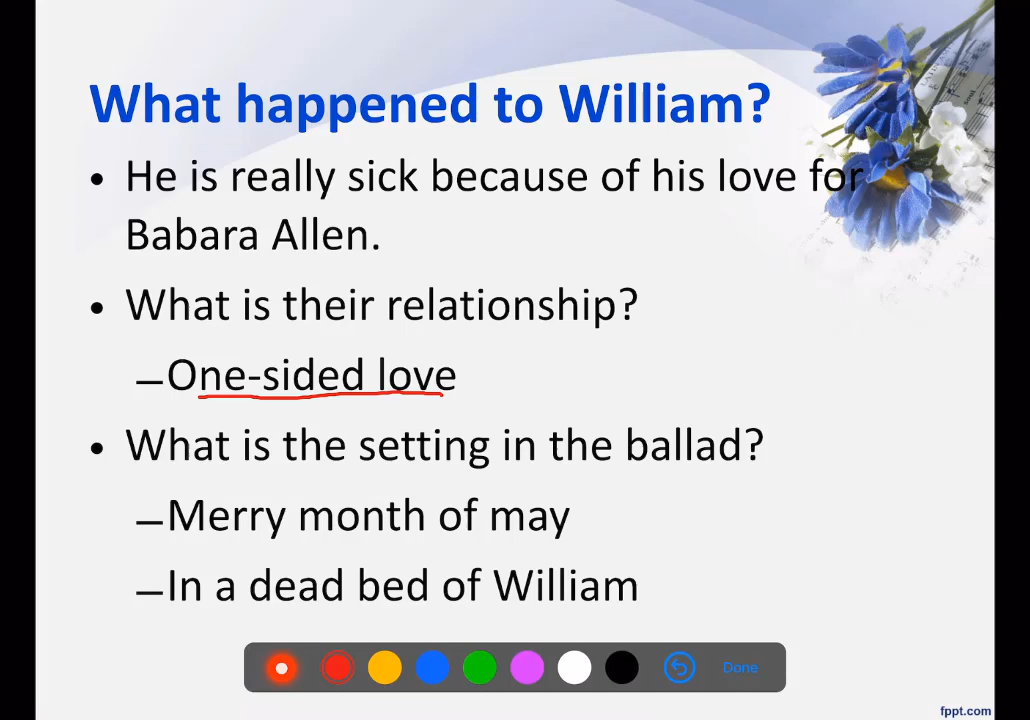 What happened to William?
• He is really sick because of his love for
Babara Allen.
• What is their relationship?
–One-sided love
• What is the setting in the ballad?
–Merry month of may
–In a dead bed of William
Done
fppt.com